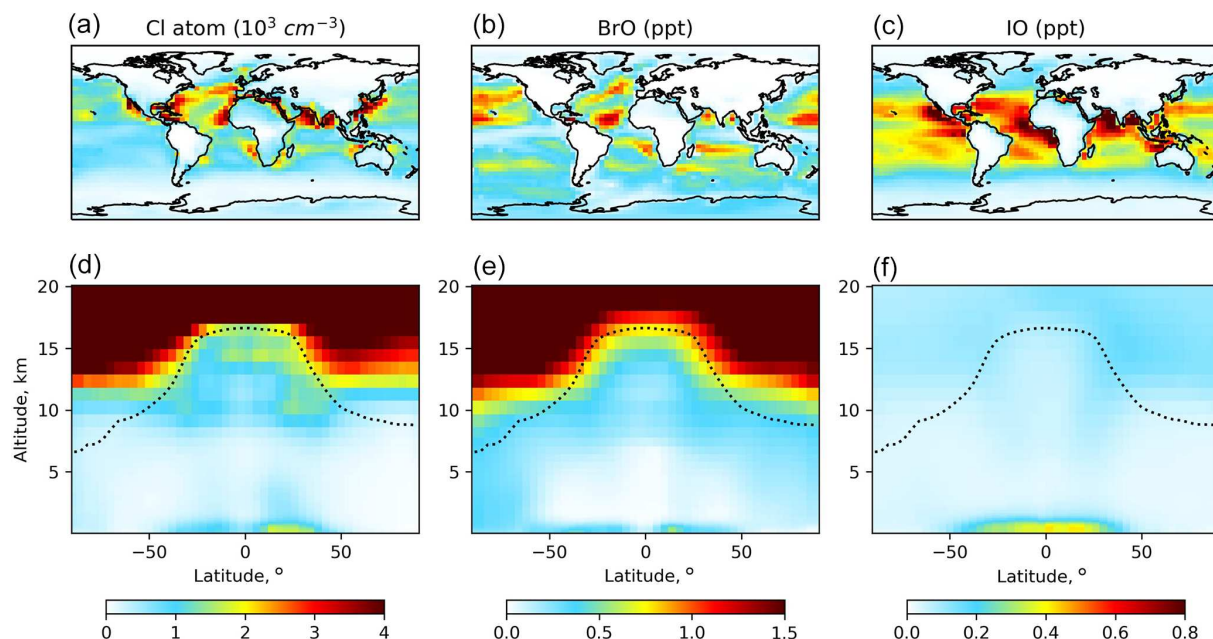 (a) Cl atom (10³ cm⁻³)
(b) BrO (ppt)
(c) IO (ppt)
(d)
(e)
(f)
20
15
10
5
Altitude, km
−50 0 50
Latitude, °
20
15
10
5
−50 0 50
Latitude, °
20
15
10
5
−50 0 50
Latitude, °
0 1 2 3 4
0.0 0.5 1.0 1.5
0.0 0.2 0.4 0.6 0.8